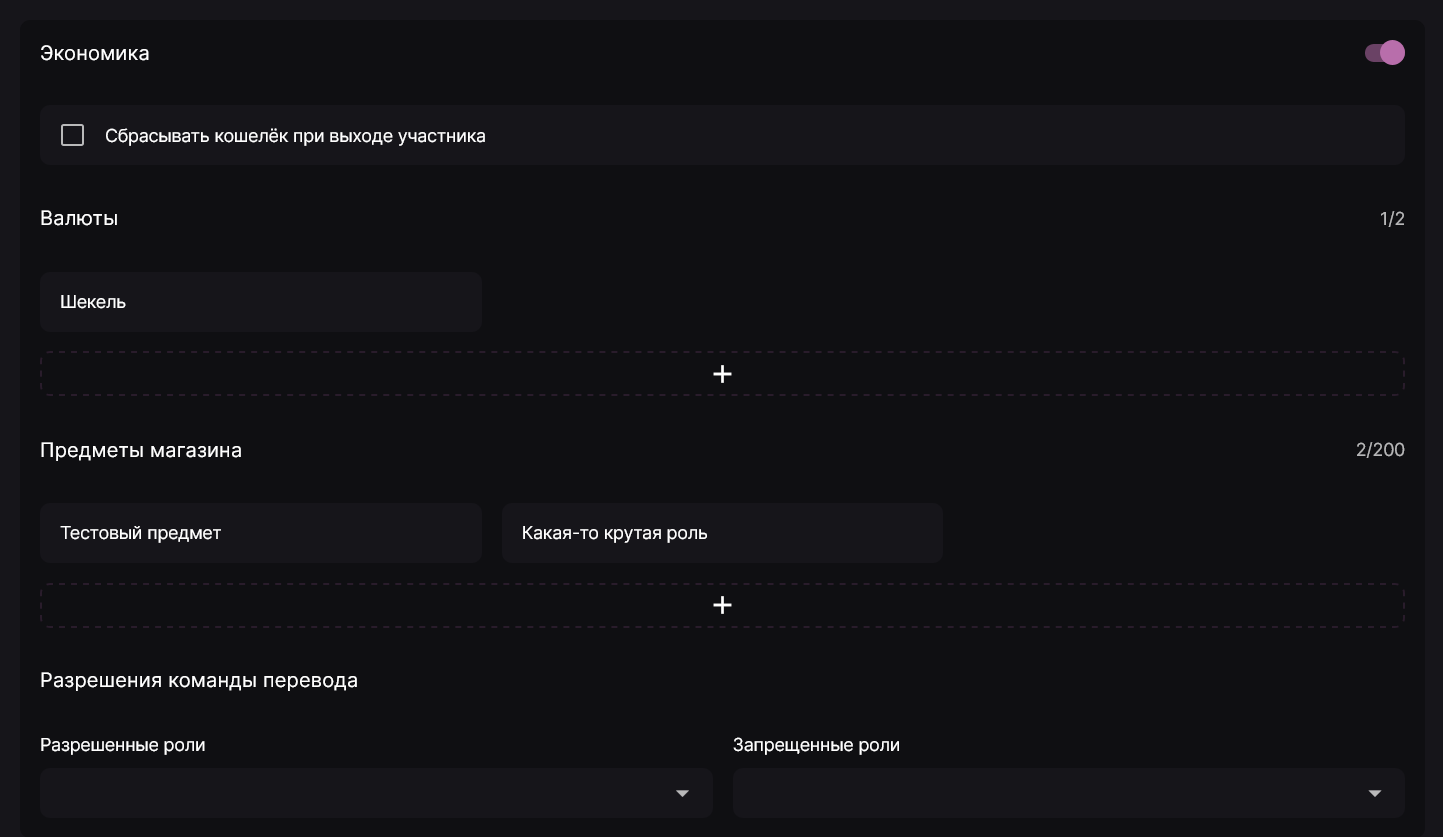 Экономика
Сбрасывать кошелёк при выходе участника
Валюты
1/2
Шекель
+
Предметы магазина
2/200
Тестовый предмет
Какая-то крутая роль
+
Разрешения команды перевода
Разрешенные роли
Запрещенные роли